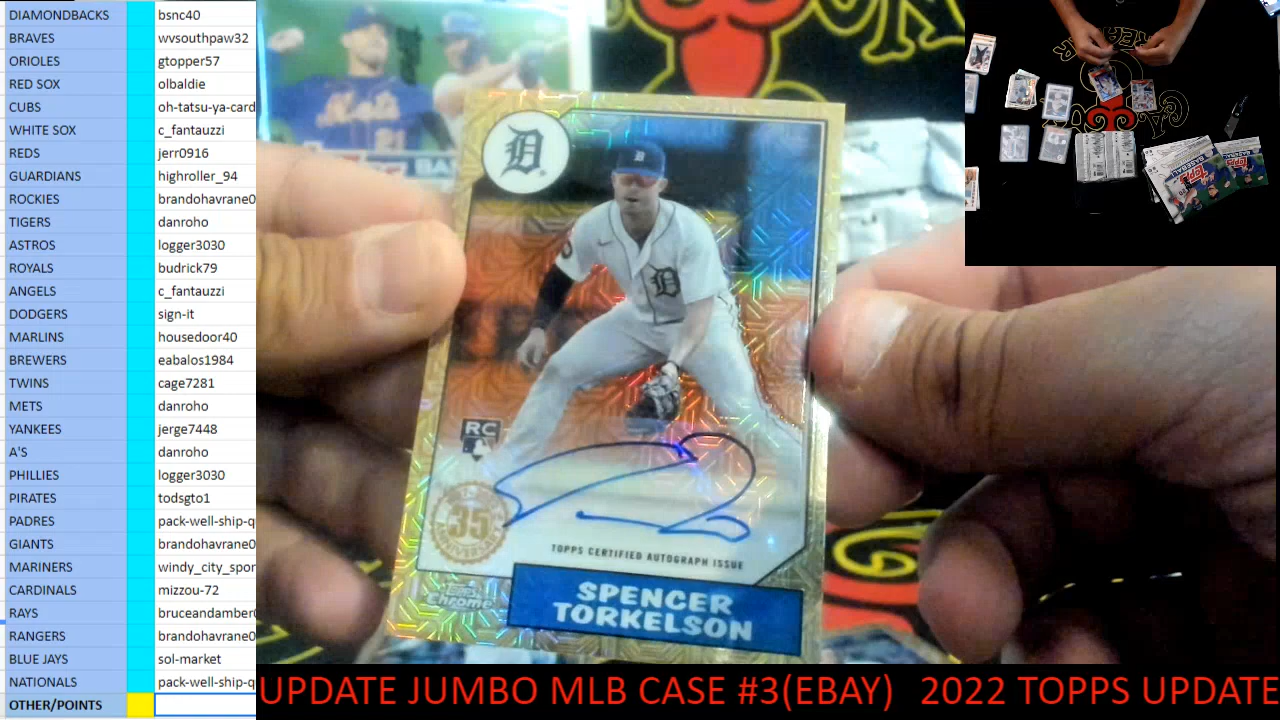 DIAMONDBACKS bsnc40
BRAVES wvsouthpaw32
ORIOLES gtopper57
RED SOX olbaldie
CUBS oh-tatsu-ya-card
WHITE SOX c_fantauzzi
REDS jerr0916
GUARDIANS highroller_94
ROCKIES brandohavrane0
TIGERS danroho
ASTROS logger3030
ROYALS budrick79
ANGELS c_fantauzzi
DODGERS sign-it
MARLINS housedoor40
BREWERS eabalos1984
TWINS cage7281
METS danroho
YANKEES jerge7448
A'S danroho
PHILLIES logger3030
PIRATES todsgto1
PADRES pack-well-ship-q
GIANTS brandohavrane0
MARINERS windy_city_spor
CARDINALS mizzou-72
RAYS bruceandamber
RANGERS brandohavrane0
BLUE JAYS sol-market
NATIONALS pack-well-ship-q
OTHER/POINTS
D
D
RC
35
ANNIVERSARY
TOPPS CERTIFIED AUTOGRAPH ISSUE
Topps
Chrome
SPENCER
TORKELSON
TOPPS
BASEBALL
UPDATE JUMBO MLB CASE #3(EBAY) 2022 TOPPS UPDATE